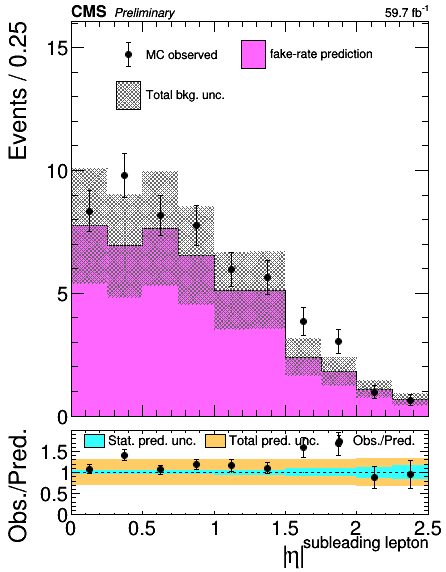 CMS Preliminary 59.7 fb⁻¹
Events / 0.25
15
MC observed
fake-rate prediction
Total bkg. unc.
10
5
0
Obs./Pred.
Stat. pred. unc.
Total pred. unc.
Obs./Pred.
1.5
1
0.5
0
0 0.5 1 1.5 2 2.5
|η|subleading lepton